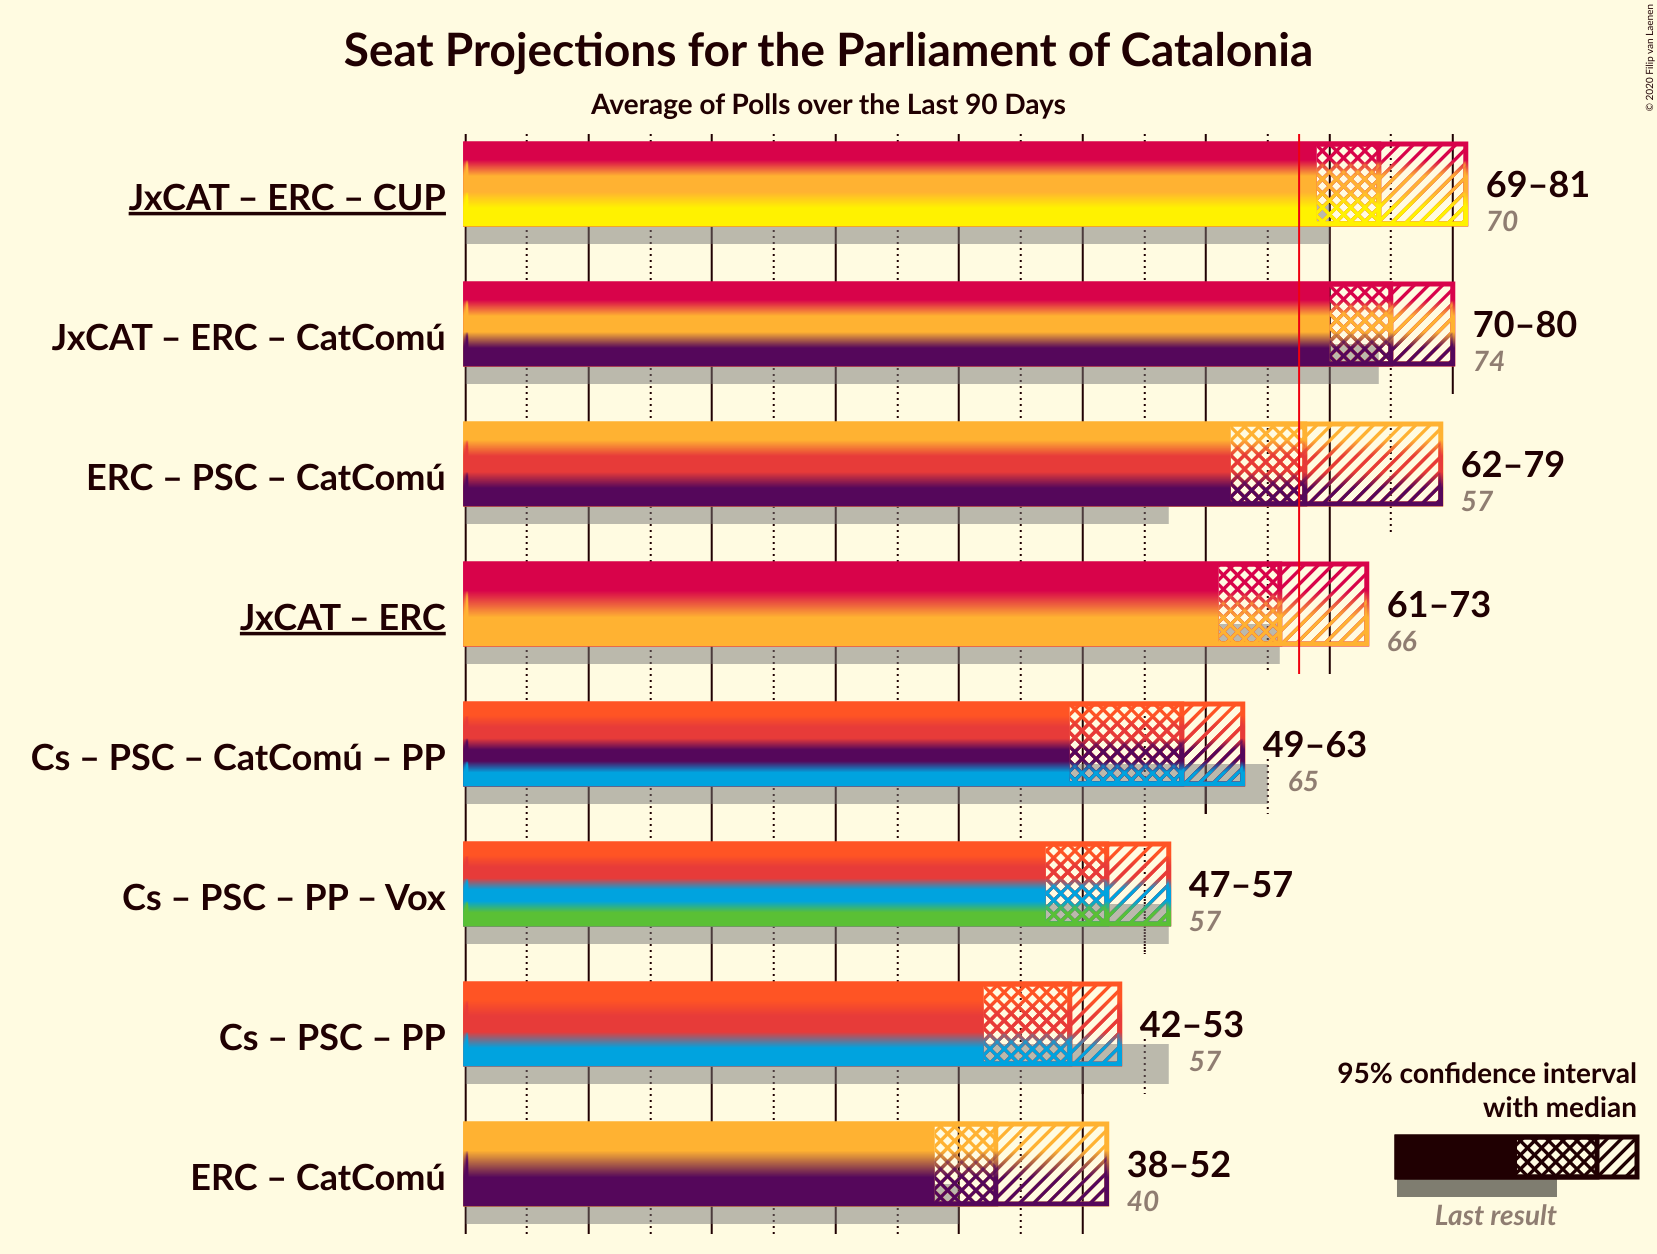 Seat Projections for the Parliament of Catalonia
Average of Polls over the Last 90 Days
© 2020 Filip van Laenen
JxCAT – ERC – CUP
69–81
70
JxCAT – ERC – CatComú
70–80
74
ERC – PSC – CatComú
62–79
57
JxCAT – ERC
61–73
66
Cs – PSC – CatComú – PP
49–63
65
Cs – PSC – PP – Vox
47–57
57
Cs – PSC – PP
42–53
57
ERC – CatComú
38–52
40
95% confidence interval
with median
Last result